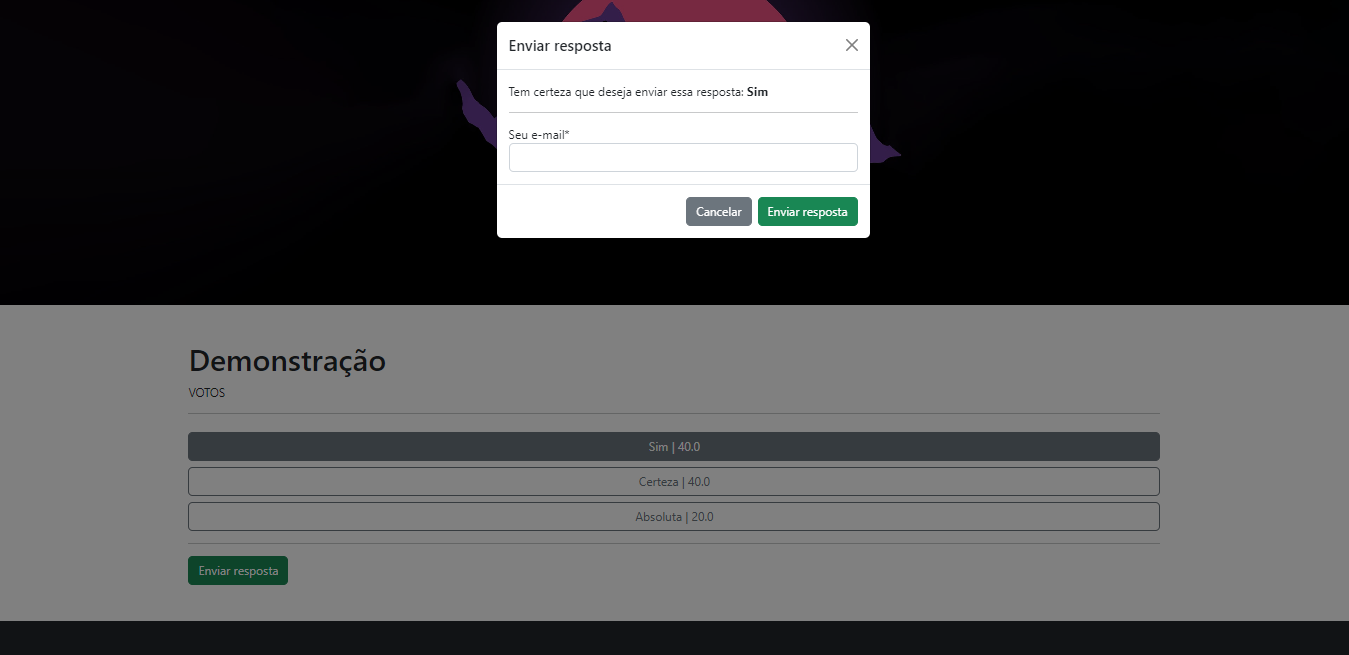 Enviar resposta
Tem certeza que deseja enviar essa resposta: Sim
Seu e-mail*
Cancelar
Enviar resposta
Demonstração
VOTOS
Sim | 40.0
Certeza | 40.0
Absoluta | 20.0
Enviar resposta